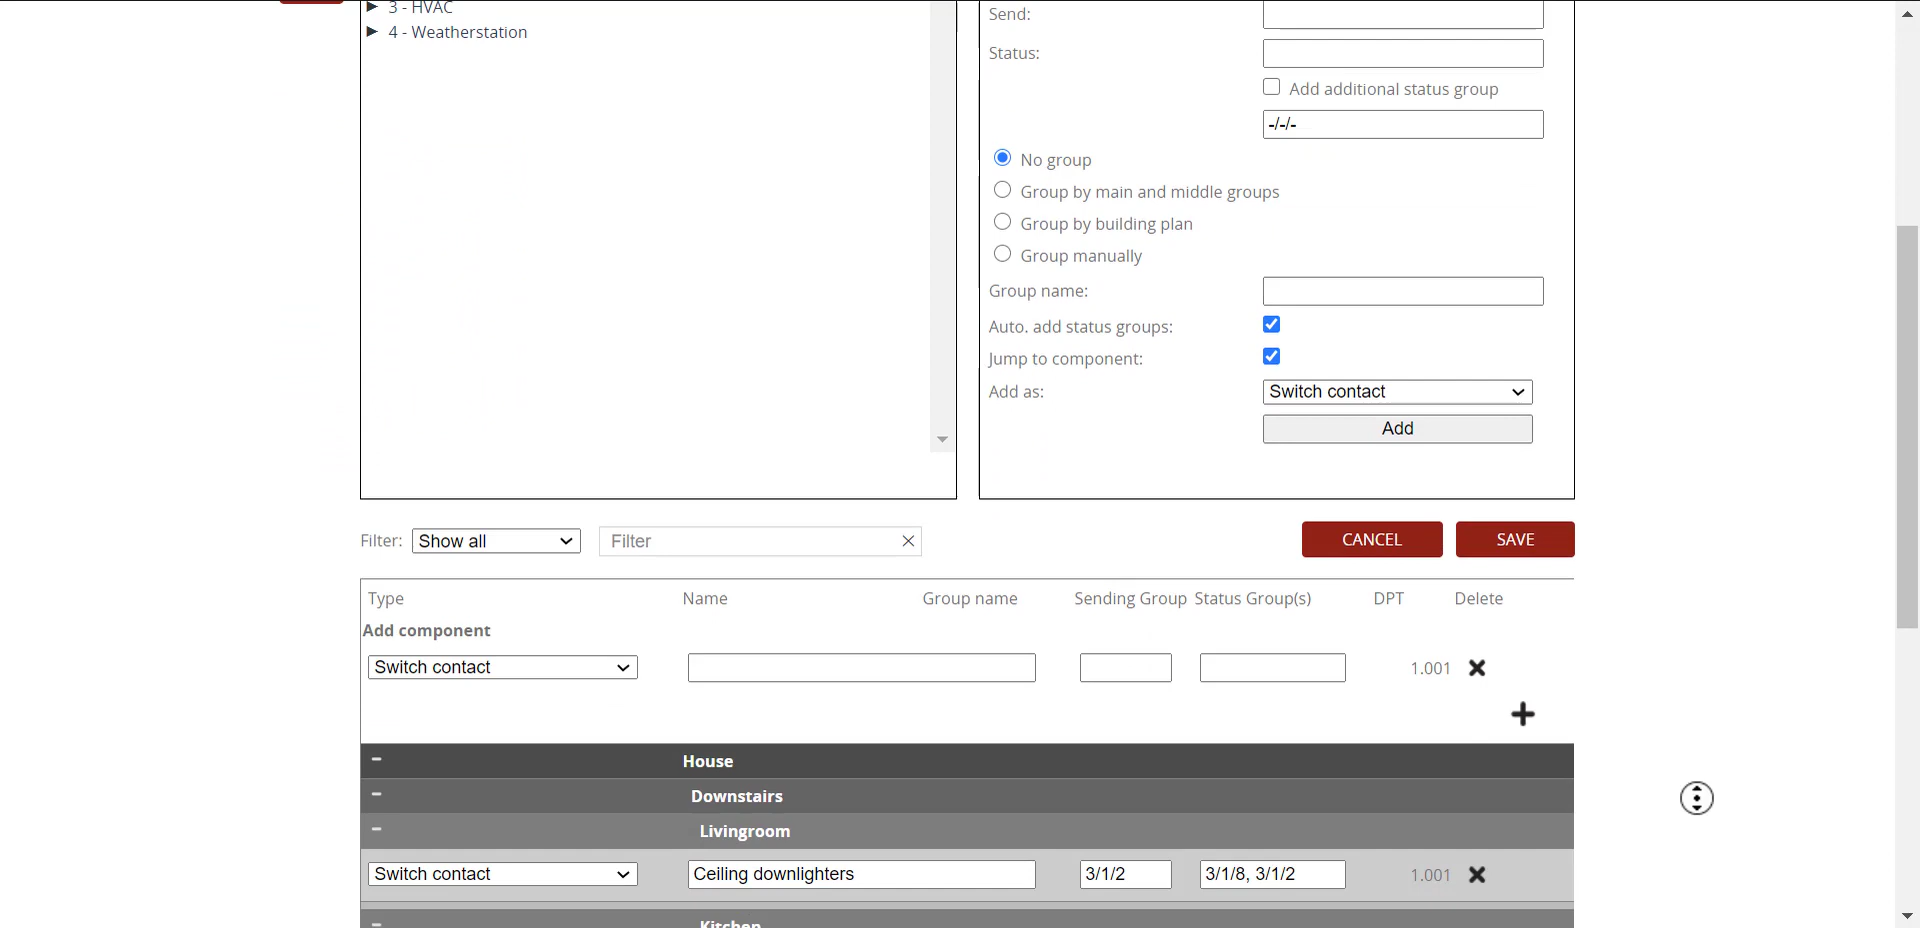 3 - HVAC
4 - Weatherstation
Send:
Status:
Add additional status group
-/-/-
No group
Group by main and middle groups
Group by building plan
Group manually
Group name:
Auto. add status groups:
Jump to component:
Add as: Switch contact
Add
Filter: Show all Filter CANCEL SAVE
Type Name Group name Sending Group Status Group(s) DPT Delete
Add component
Switch contact 1.001
House
Downstairs
Livingroom
Switch contact Ceiling downlighters 3/1/2 3/1/8, 3/1/2 1.001
Kitchen